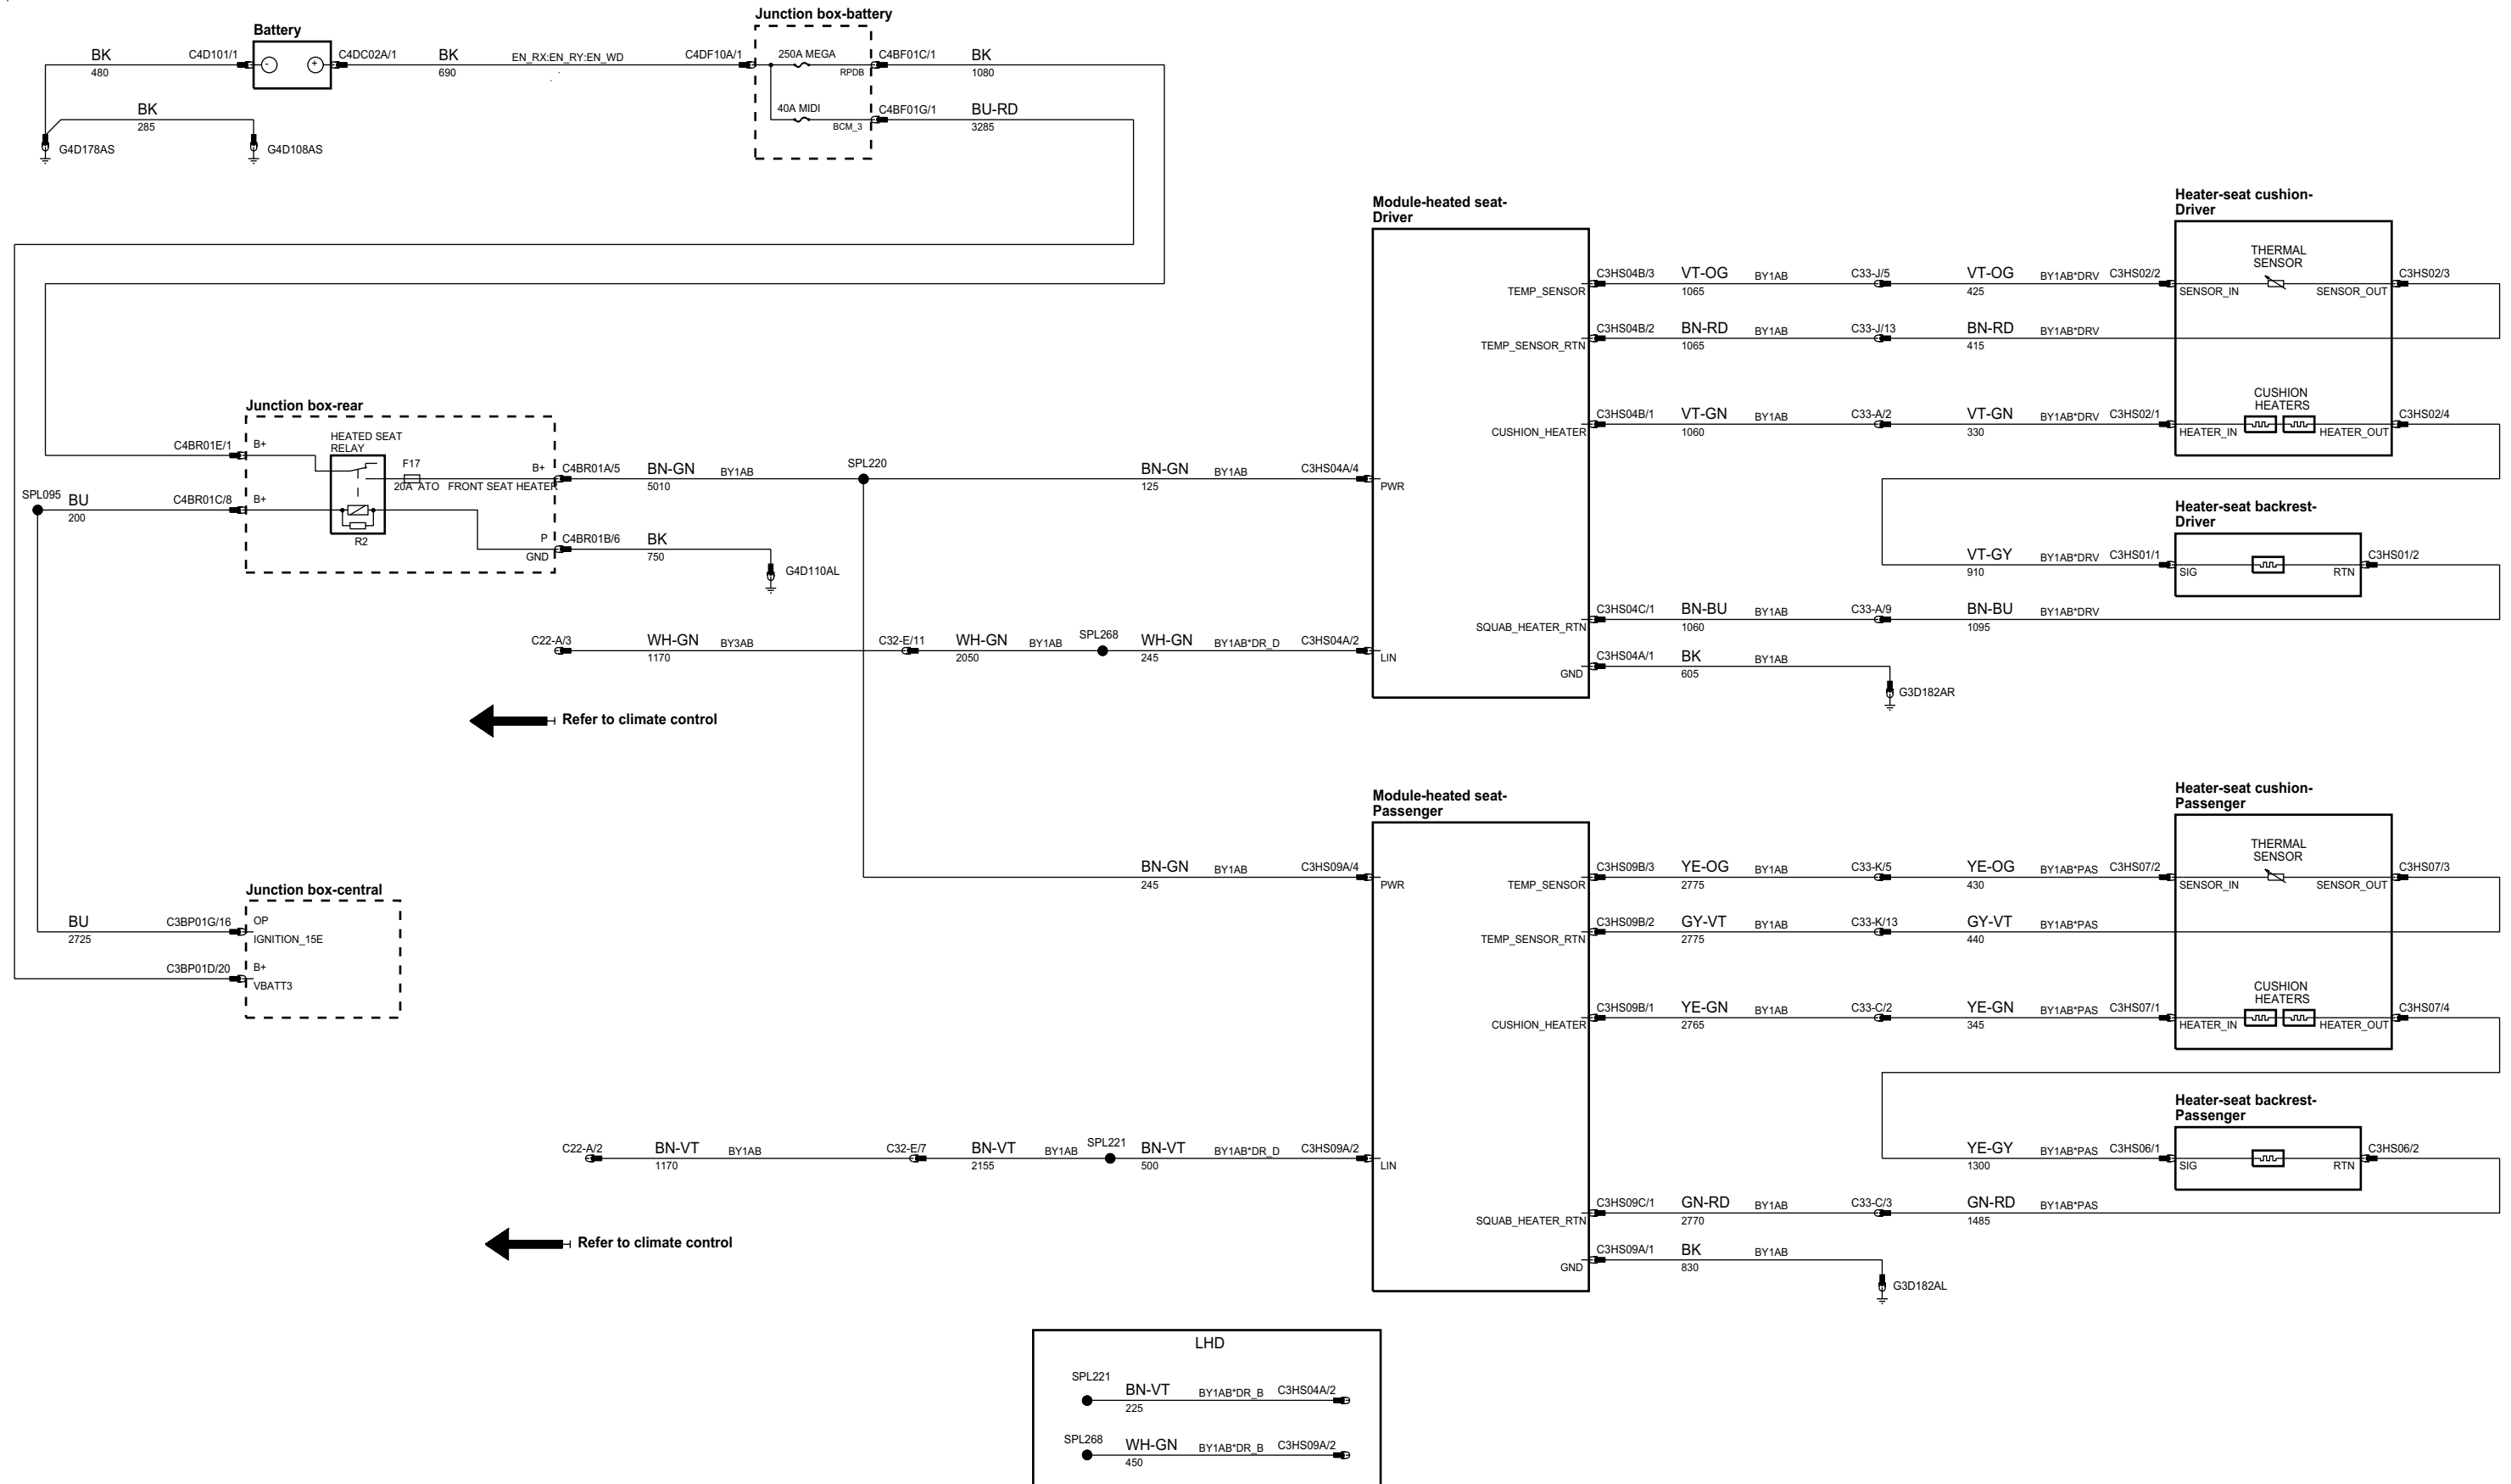 Junction box-battery
Battery
BK
480
C4D101/1
-
+
C4DC02A/1
BK
690
EN_RX:EN_RY:EN_WD
C4DF10A/1
250A MEGA
RPDB
C4BF01C/1
BK
1080
BK
285
40A MIDI
BCM_3
C4BF01G/1
BU-RD
3285
G4D178AS
G4D108AS
Module-heated seat-
Driver
Heater-seat cushion-
Driver
THERMAL
SENSOR
C3HS04B/3
VT-OG
BY1AB
C33-J/5
VT-OG
BY1AB*DRV
C3HS02/2
C3HS02/3
TEMP_SENSOR
1065
425
SENSOR_IN
SENSOR_OUT
C3HS04B/2
BN-RD
BY1AB
C33-J/13
BN-RD
BY1AB*DRV
TEMP_SENSOR_RTN
1065
415
CUSHION
HEATERS
C3HS04B/1
VT-GN
BY1AB
C33-A/2
VT-GN
BY1AB*DRV
C3HS02/1
C3HS02/4
CUSHION_HEATER
1060
330
HEATER_IN
HEATER_OUT
Junction box-rear
C4BR01E/1
B+
HEATED SEAT
RELAY
F17
20A ATO
FRONT SEAT HEATER
B+
C4BR01A/5
BN-GN
BY1AB
5010
SPL220
BN-GN
BY1AB
125
C3HS04A/4
PWR
SPL095
BU
200
C4BR01C/8
B+
R2
P
GND
C4BR01B/6
BK
750
G4D110AL
Heater-seat backrest-
Driver
VT-GY
BY1AB*DRV
C3HS01/1
C3HS01/2
910
SIG
RTN
C3HS04C/1
BN-BU
BY1AB
C33-A/9
BN-BU
BY1AB*DRV
SQUAB_HEATER_RTN
1060
1095
C22-A/3
WH-GN
BY3AB
1170
C32-E/11
WH-GN
BY1AB
2050
SPL268
WH-GN
BY1AB*DR_D
245
C3HS04A/2
LIN
C3HS04A/1
BK
BY1AB
GND
605
G3D182AR
Refer to climate control
Module-heated seat-
Passenger
Heater-seat cushion-
Passenger
THERMAL
SENSOR
BN-GN
BY1AB
245
C3HS09A/4
PWR
C3HS09B/3
YE-OG
BY1AB
C33-K/5
YE-OG
BY1AB*PAS
C3HS07/2
C3HS07/3
TEMP_SENSOR
2775
430
SENSOR_IN
SENSOR_OUT
Junction box-central
BU
2725
C3BP01G/16
OP
IGNITION_15E
C3HS09B/2
GY-VT
BY1AB
C33-K/13
GY-VT
BY1AB*PAS
TEMP_SENSOR_RTN
2775
440
C3BP01D/20
B+
VBATT3
CUSHION
HEATERS
C3HS09B/1
YE-GN
BY1AB
C33-C/2
YE-GN
BY1AB*PAS
C3HS07/1
C3HS07/4
CUSHION_HEATER
2765
345
HEATER_IN
HEATER_OUT
Heater-seat backrest-
Passenger
C22-A/2
BN-VT
BY1AB
1170
C32-E/7
BN-VT
BY1AB
2155
SPL221
BN-VT
BY1AB*DR_D
500
C3HS09A/2
LIN
YE-GY
BY1AB*PAS
C3HS06/1
C3HS06/2
1300
SIG
RTN
C3HS09C/1
GN-RD
BY1AB
C33-C/3
GN-RD
BY1AB*PAS
SQUAB_HEATER_RTN
2770
1485
Refer to climate control
C3HS09A/1
BK
BY1AB
GND
830
G3D182AL
LHD
SPL221
BN-VT
BY1AB*DR_B
C3HS04A/2
225
SPL268
WH-GN
BY1AB*DR_B
C3HS09A/2
450